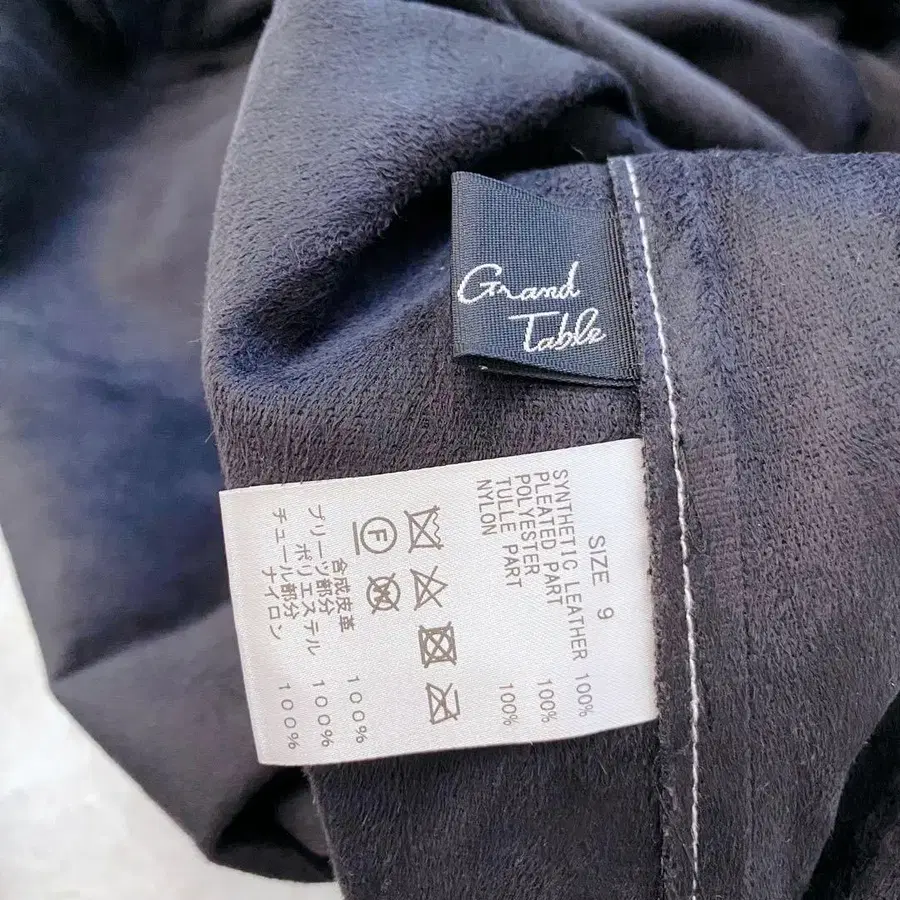 Grand
Table
SIZE 9
SYNTHETIC LEATHER 100%
PLEATED PART
POLYESTER 100%
TULLE PART
NYLON 100%
F
W
合成皮革 100%
プリーツ部分
ポリエステル 100%
チュール部分
ナイロン 100%